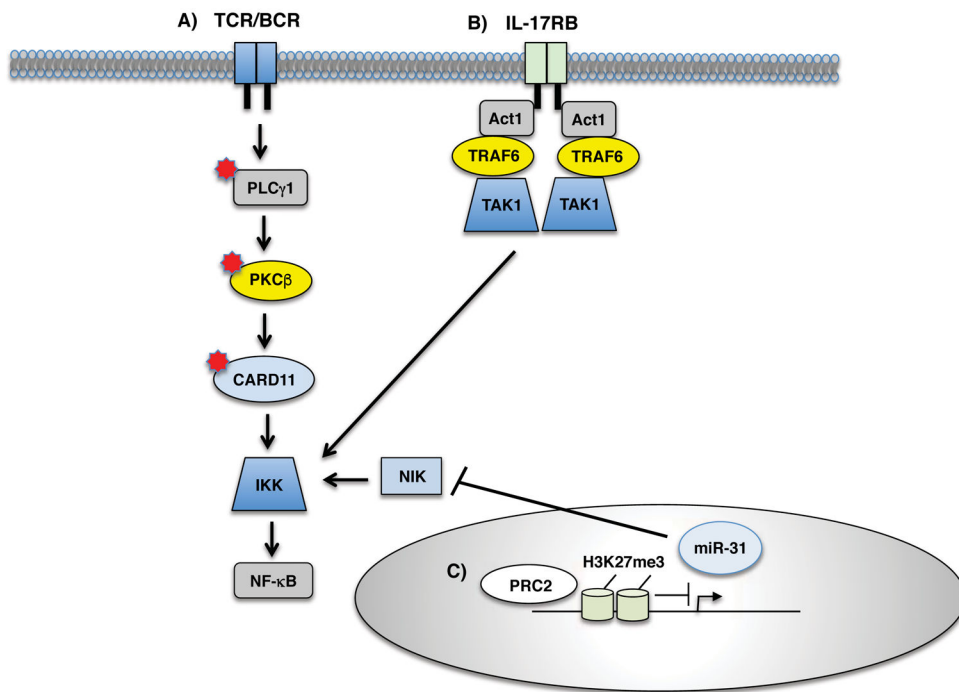 A) TCR/BCR
B) IL-17RB
Act1
Act1
TRAF6
TRAF6
TAK1
TAK1
PLCγ1
PKCβ
CARD11
IKK
NIK
NF-κB
miR-31
H3K27me3
C)
PRC2